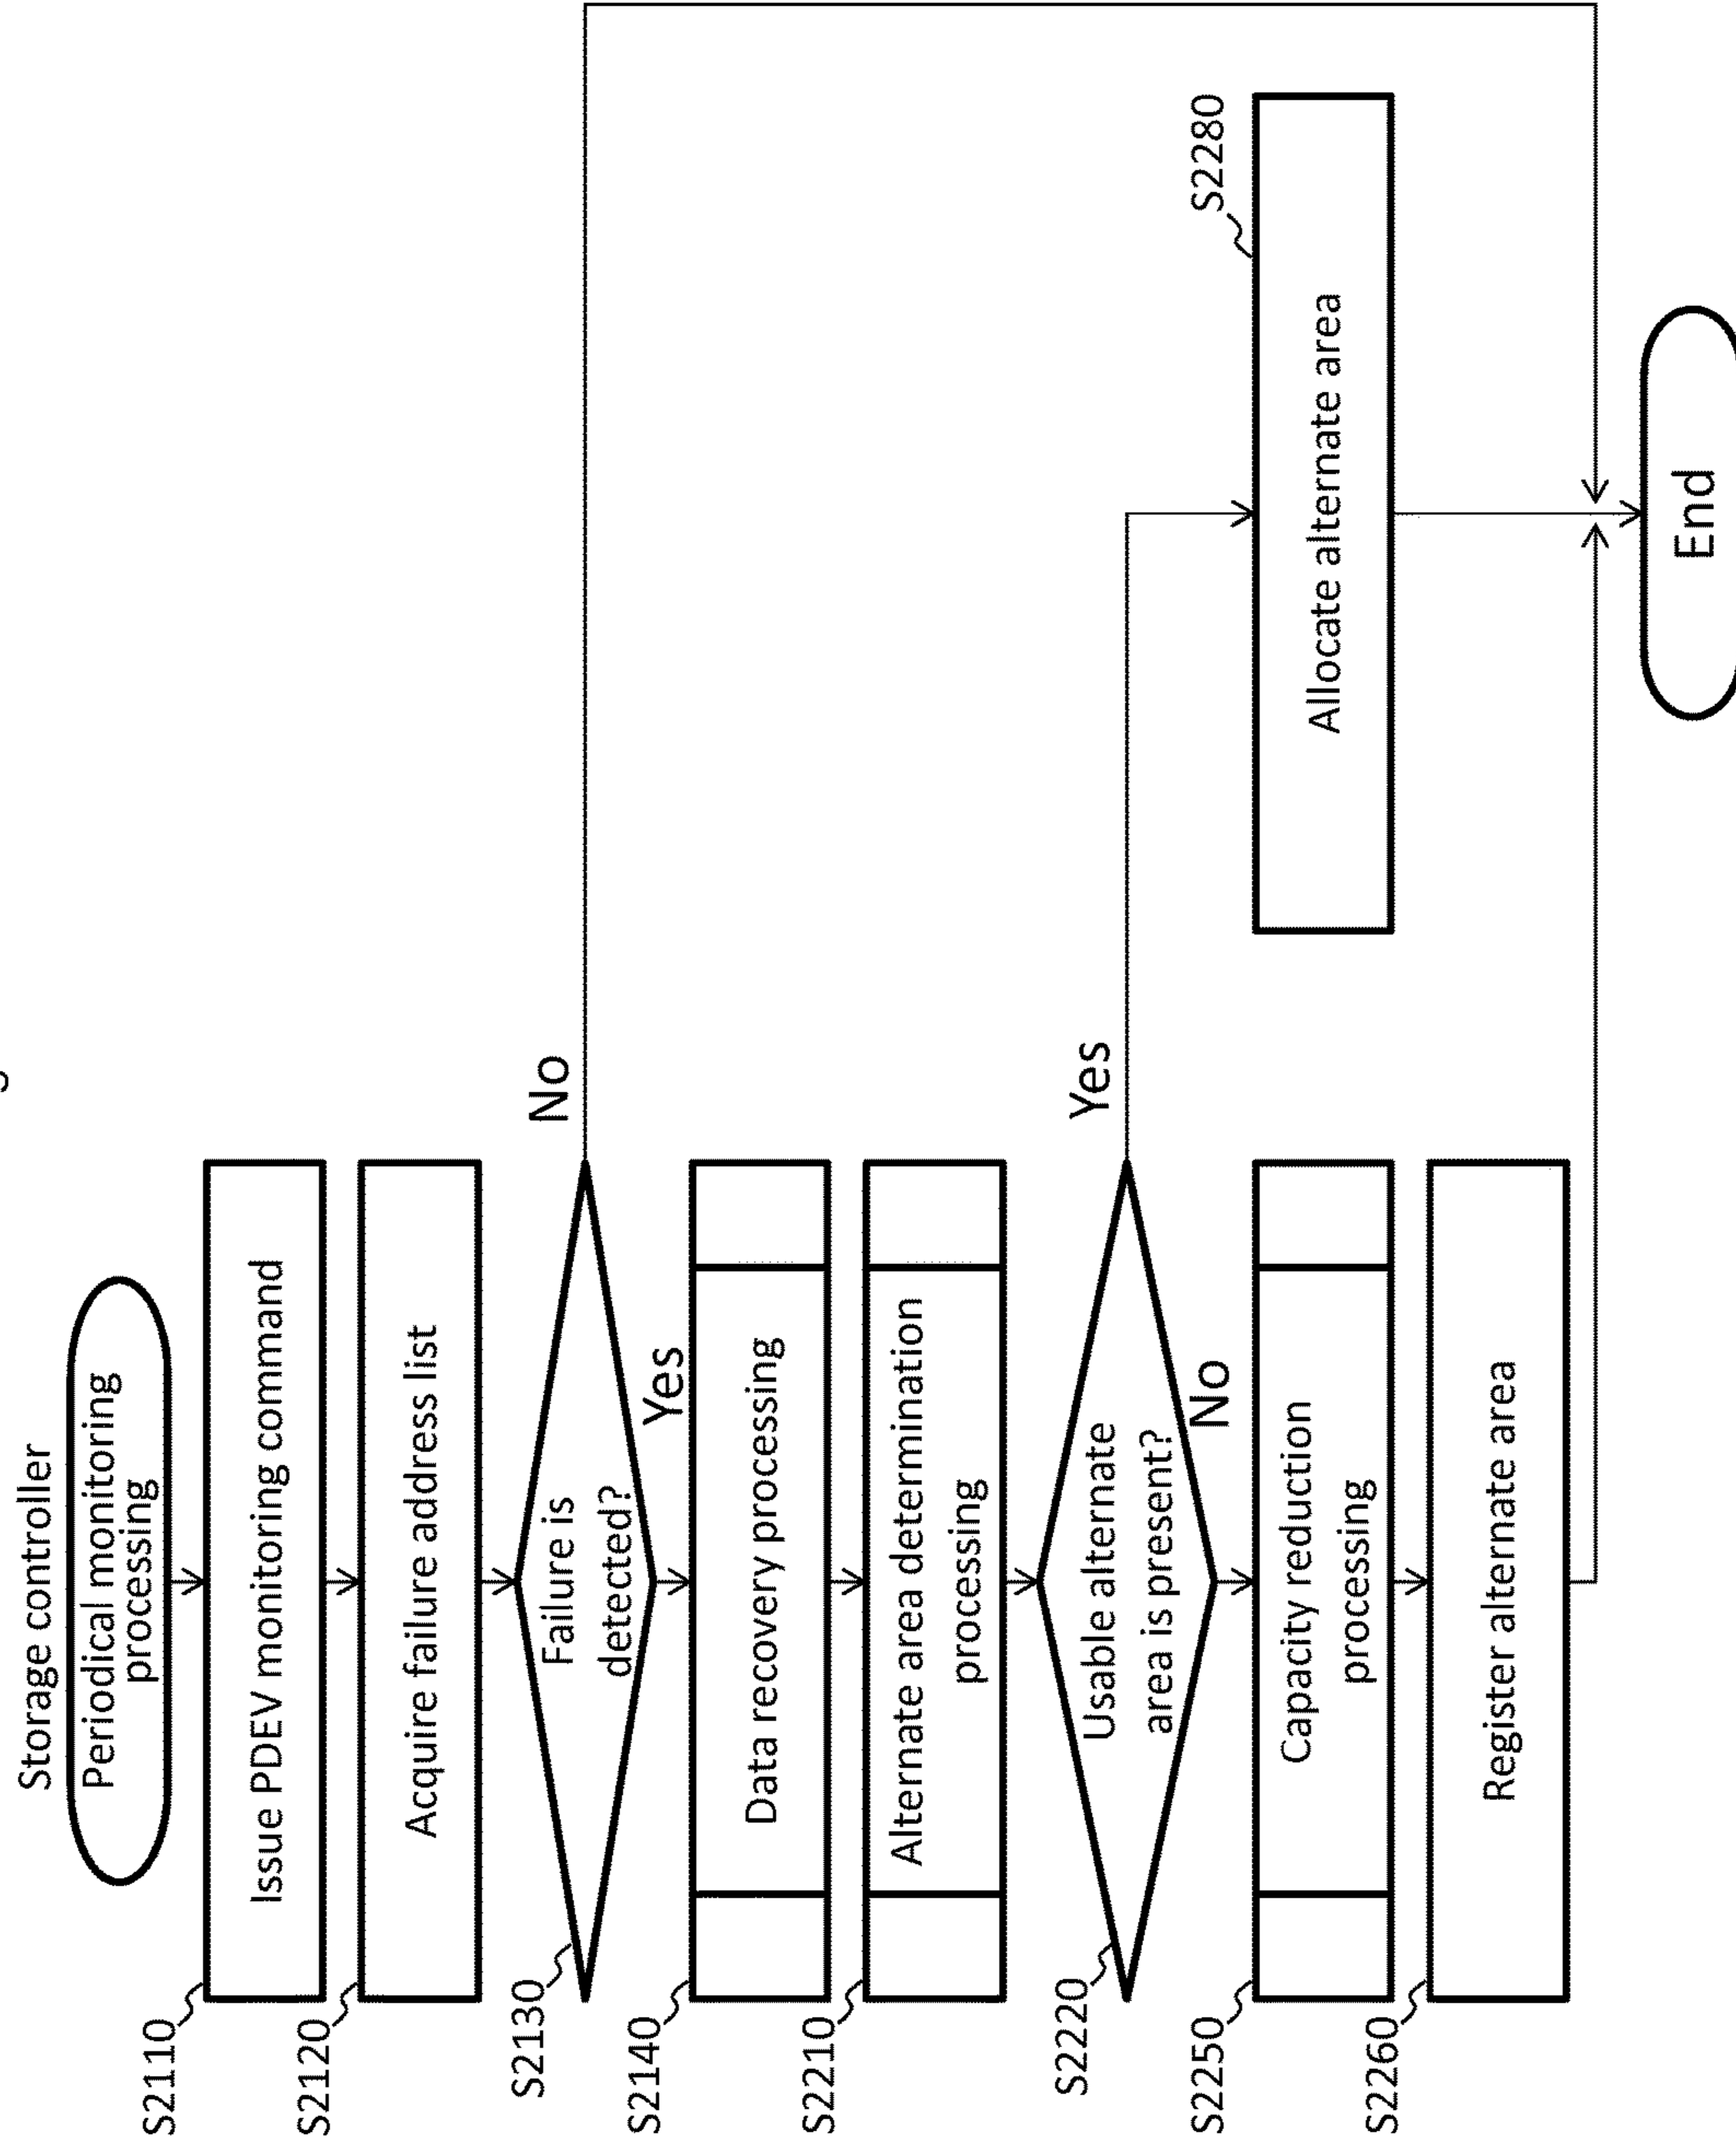 Storage controller
Periodical monitoring
processing
S2110
Issue PDEV monitoring command
S2120
Acquire failure address list
S2130
Failure is
detected?
No
Yes
S2140
Data recovery processing
S2210
Alternate area determination
processing
S2220
Usable alternate
area is present?
Yes
No
S2250
Capacity reduction
processing
S2280
Allocate alternate area
S2260
Register alternate area
End